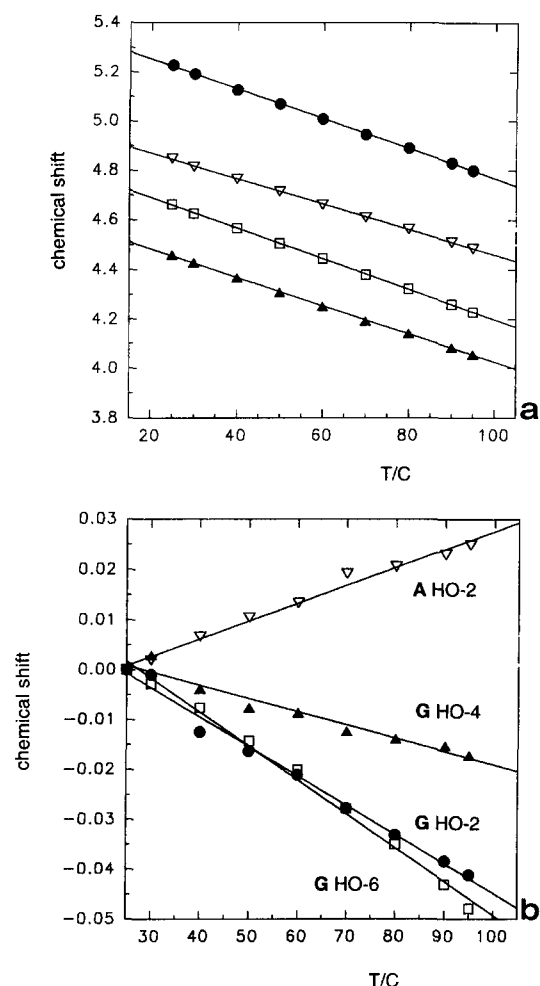 5.4
5.2
5.0
4.8
4.6
4.4
4.2
4.0
3.8
chemical shift
20 40 60 80 100
T/C
a
0.03
0.02
0.01
0.00
-0.01
-0.02
-0.03
-0.04
-0.05
chemical shift
A HO-2
G HO-4
G HO-2
G HO-6
30 40 50 60 70 80 90 100
T/C
b